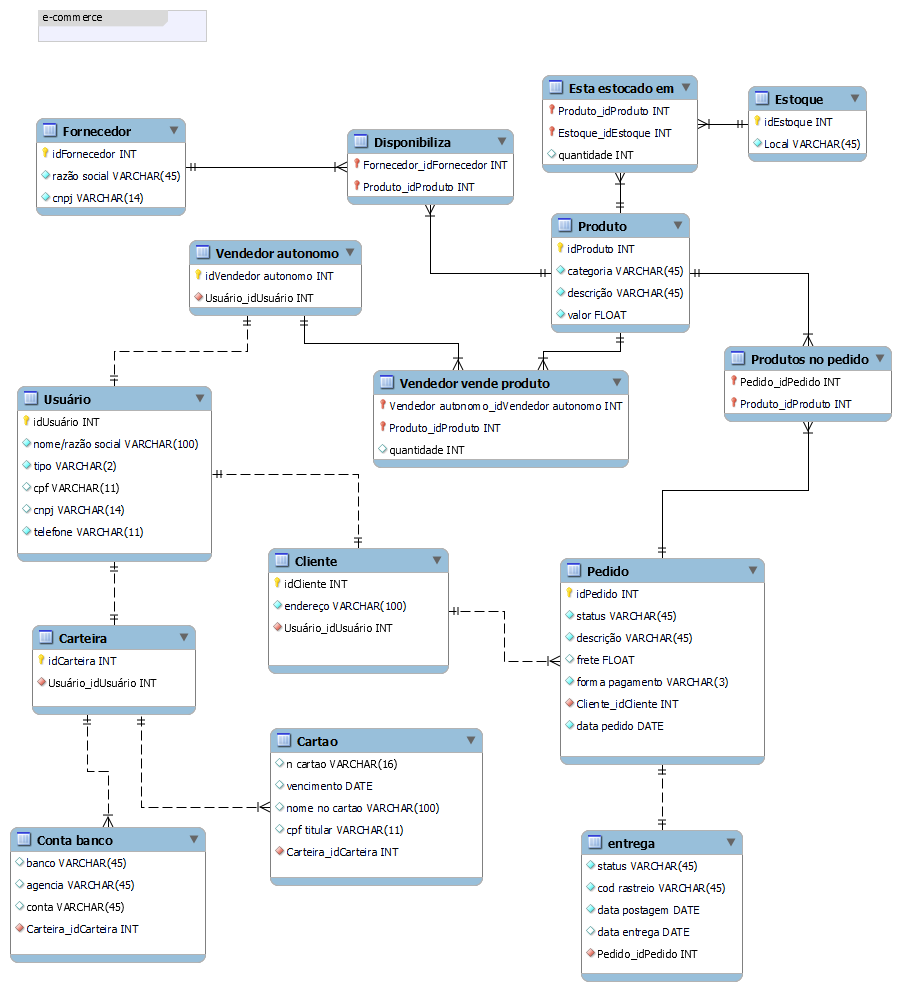 e-commerce
Esta estocado em
Produto_idProduto INT
Estoque_idEstoque INT
quantidade INT
Estoque
idEstoque INT
Local VARCHAR(45)
Fornecedor
idFornecedor INT
razão social VARCHAR(45)
cnpj VARCHAR(14)
Disponibiliza
Fornecedor_idFornecedor INT
Produto_idProduto INT
Produto
idProduto INT
categoria VARCHAR(45)
descrição VARCHAR(45)
valor FLOAT
Vendedor autonomo
idVendedor autonomo INT
Usuário_idUsuário INT
Produtos no pedido
Pedido_idPedido INT
Produto_idProduto INT
Vendedor vende produto
Vendedor autonomo_idVendedor autonomo INT
Produto_idProduto INT
quantidade INT
Usuário
idUsuário INT
nome/razão social VARCHAR(100)
tipo VARCHAR(2)
cpf VARCHAR(11)
cnpj VARCHAR(14)
telefone VARCHAR(11)
Cliente
idCliente INT
endereço VARCHAR(100)
Usuário_idUsuário INT
Pedido
idPedido INT
status VARCHAR(45)
descrição VARCHAR(45)
frete FLOAT
forma pagamento VARCHAR(3)
Cliente_idCliente INT
data pedido DATE
Carteira
idCarteira INT
Usuário_idUsuário INT
Cartao
n cartao VARCHAR(16)
vencimento DATE
nome no cartao VARCHAR(100)
cpf titular VARCHAR(11)
Carteira_idCarteira INT
Conta banco
banco VARCHAR(45)
agencia VARCHAR(45)
conta VARCHAR(45)
Carteira_idCarteira INT
entrega
status VARCHAR(45)
cod rastreio VARCHAR(45)
data postagem DATE
data entrega DATE
Pedido_idPedido INT